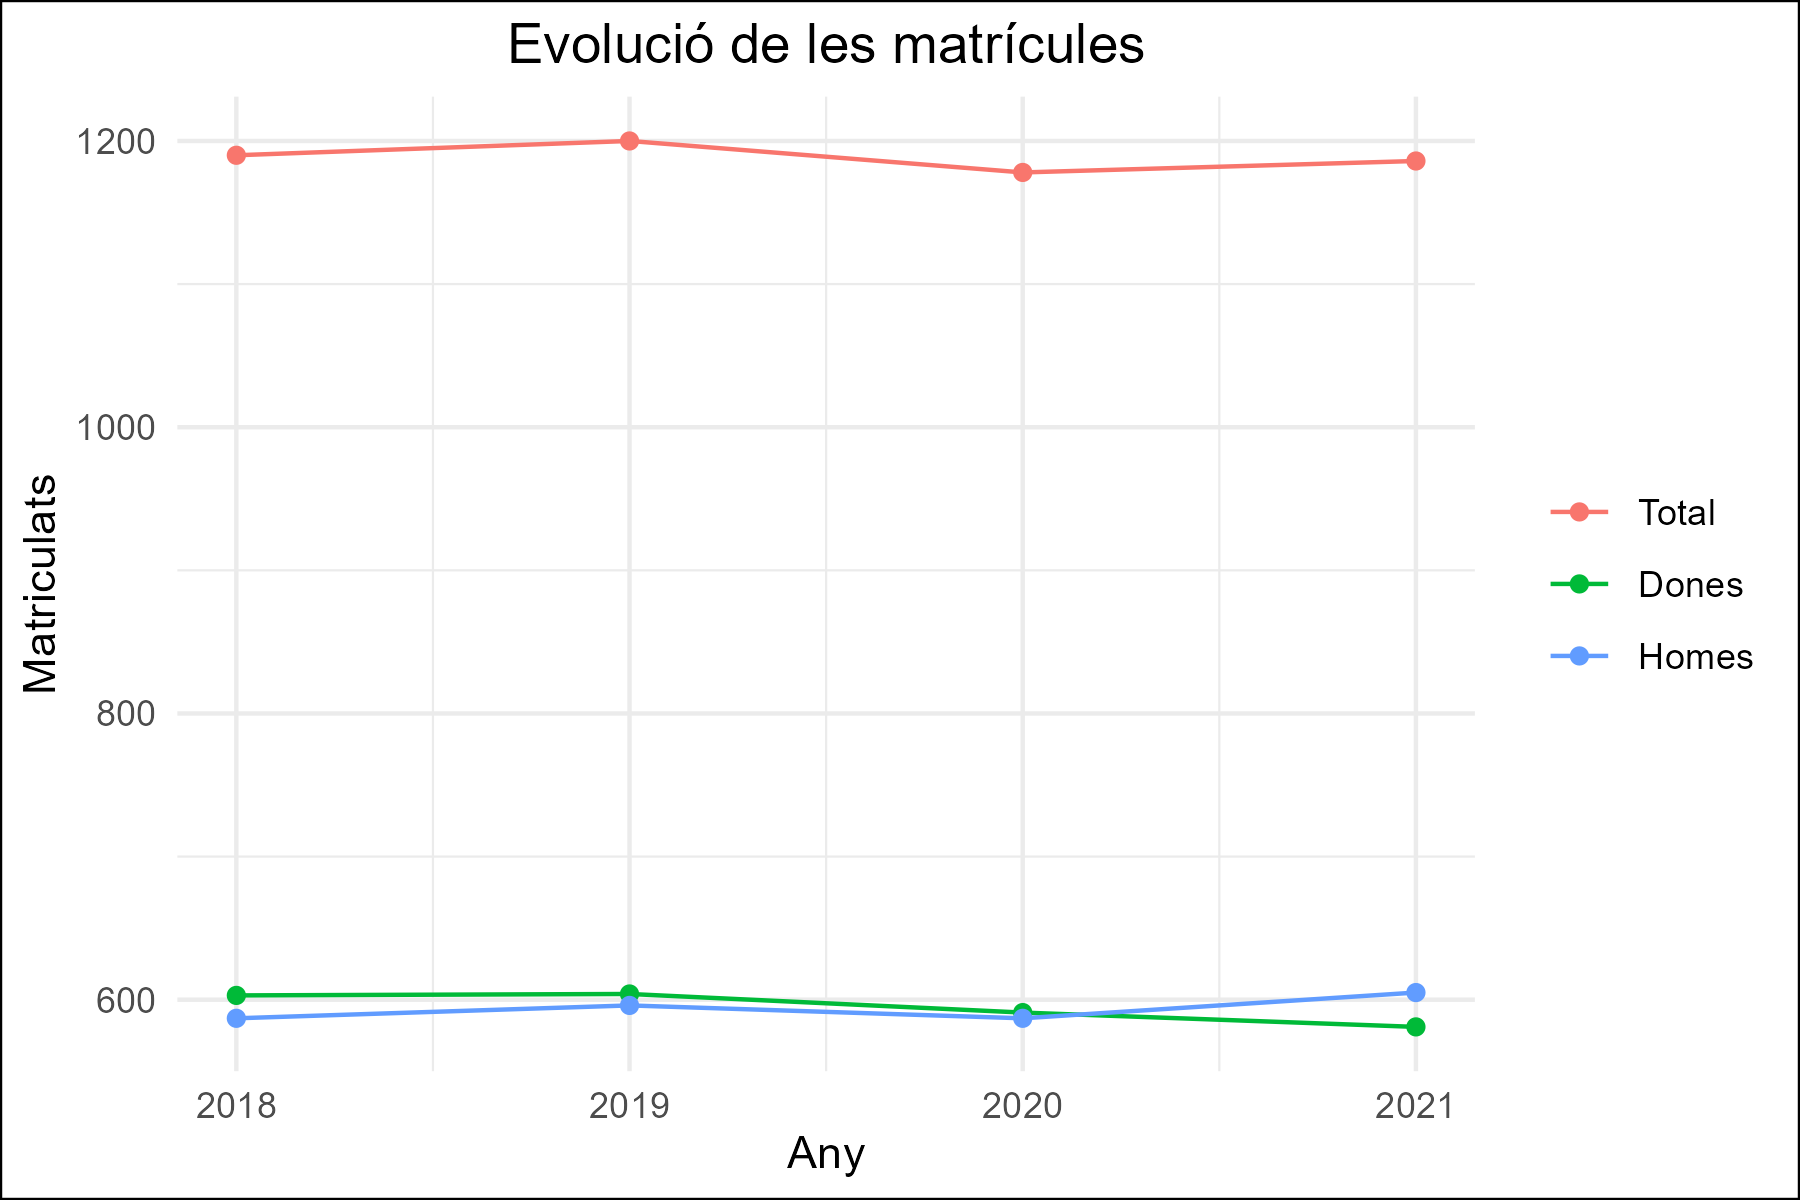 Evolució de les matrícules
1200
1000
800
600
Matriculats
2018 2019 2020 2021
Any
Total
Dones
Homes